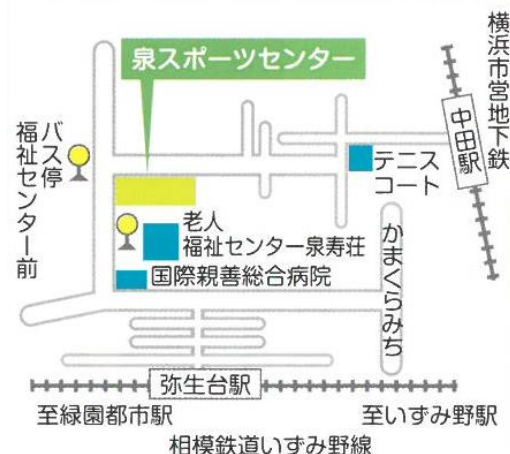 泉スポーツセンター
横浜市営地下鉄
中田駅
バス停
福祉センター前
テニス
コート
老人
福祉センター泉寿荘
国際親善総合病院
かまくらみち
弥生台駅
至緑園都市駅
至いずみ野駅
相模鉄道いずみ野線